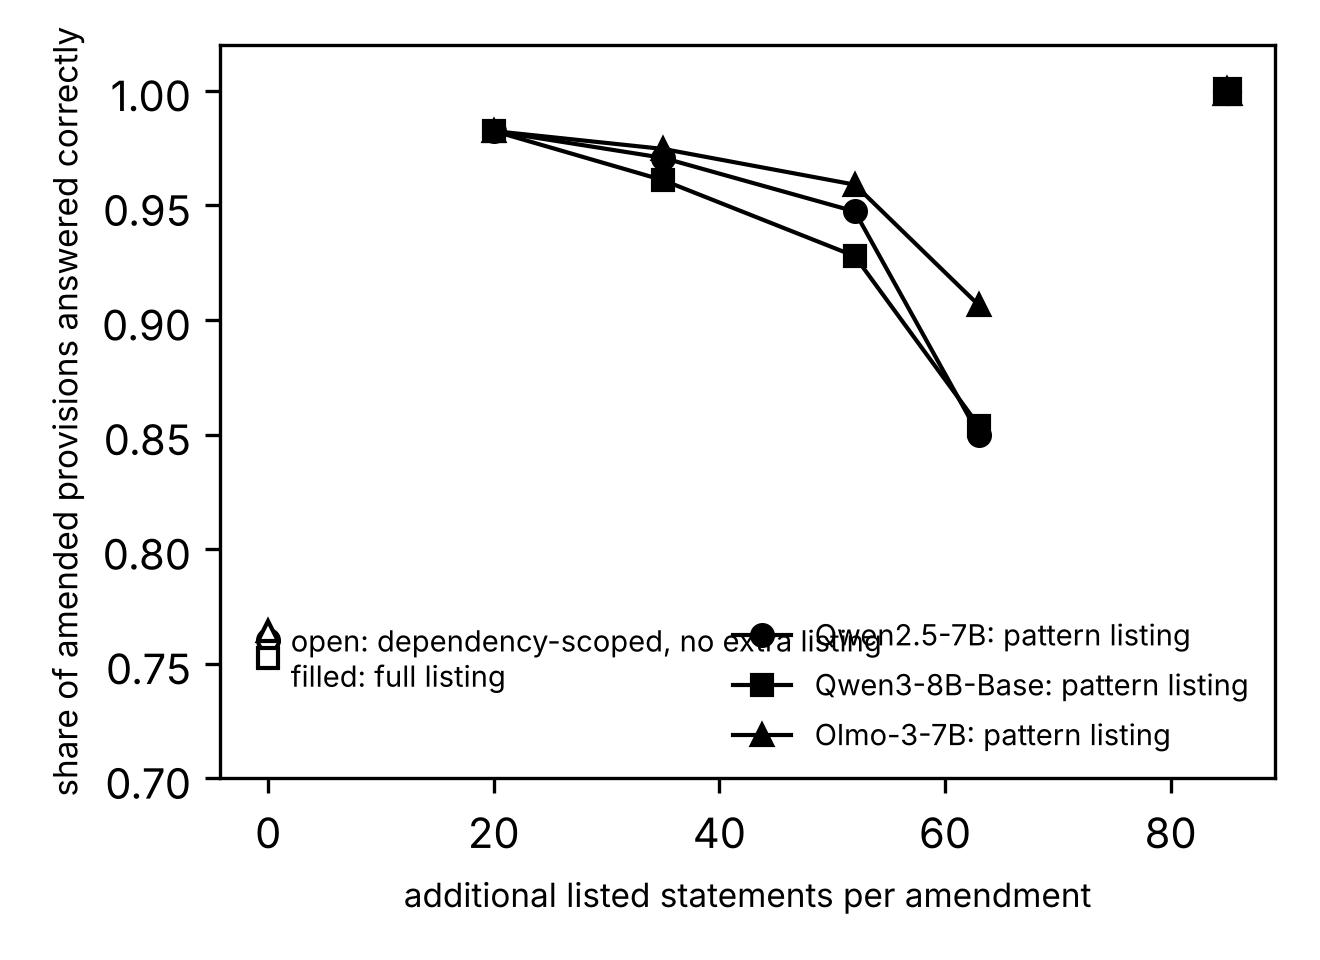 share of amended provisions answered correctly
1.00
0.95
0.90
0.85
0.80
0.75
0.70
open: dependency-scoped, no extra listing
filled: full listing
Qwen2.5-7B: pattern listing
Qwen3-8B-Base: pattern listing
Olmo-3-7B: pattern listing
0 20 40 60 80
additional listed statements per amendment